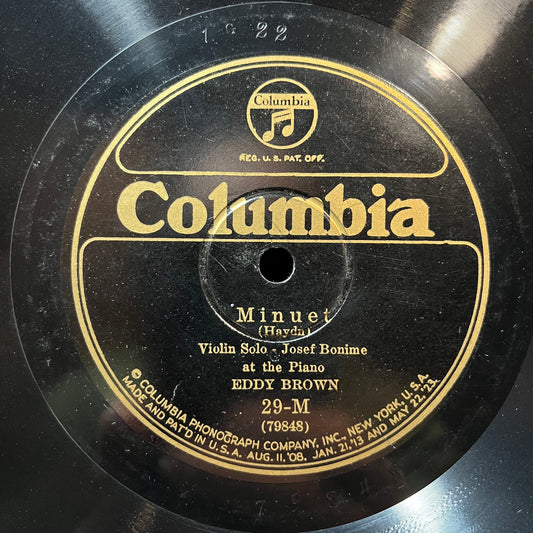 1C22
Columbia
REG. U.S. PAT. OFF.
Columbia
Minuet
(Haydn)
Violin Solo - Josef Bonime
at the Piano
EDDY BROWN
29-M
(79848)
© COLUMBIA PHONOGRAPH COMPANY, INC., NEW YORK, U.S.A.
MADE AND PAT'D IN U.S.A. AUG. 11, '08. JAN. 21, '13 AND MAY 22, '23.